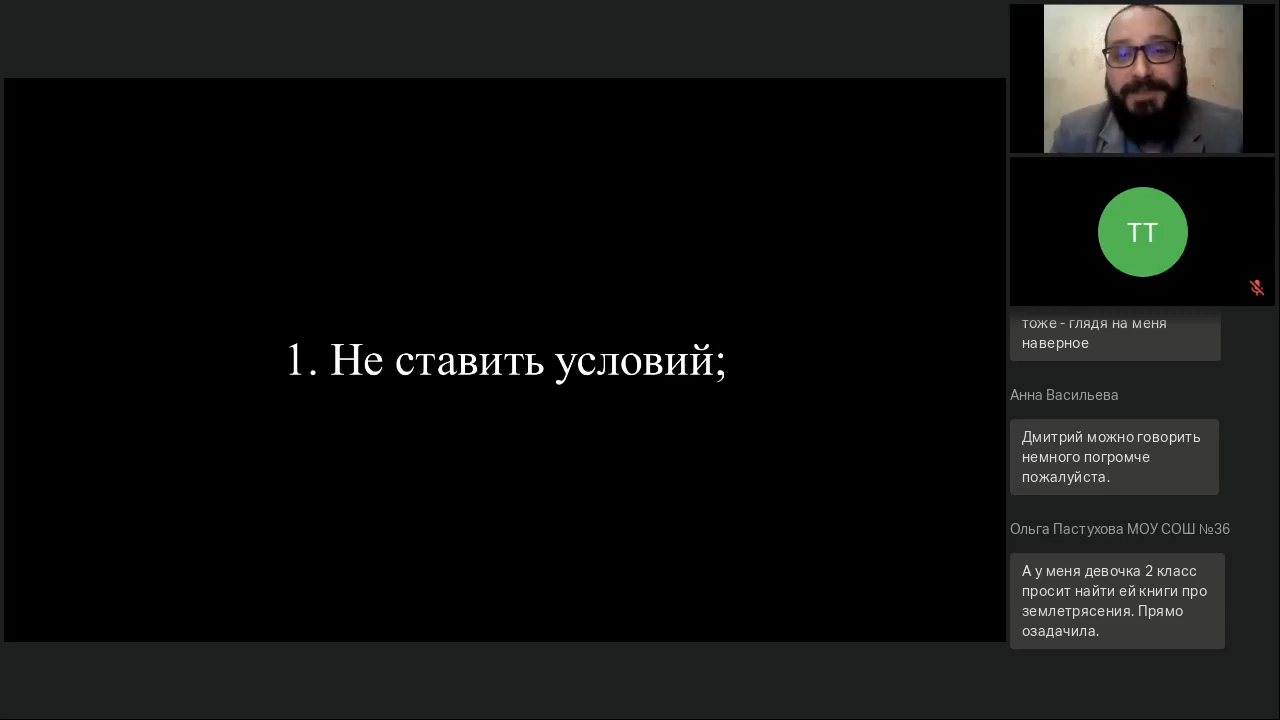 1. Не ставить условий;
ТТ
тоже - глядя на меня
наверное
Анна Васильева
Дмитрий можно говорить
немного погромче
пожалуйста.
Ольга Пастухова МОУ СОШ №36
А у меня девочка 2 класс
просит найти ей книги про
землетрясения. Прямо
озадачила.